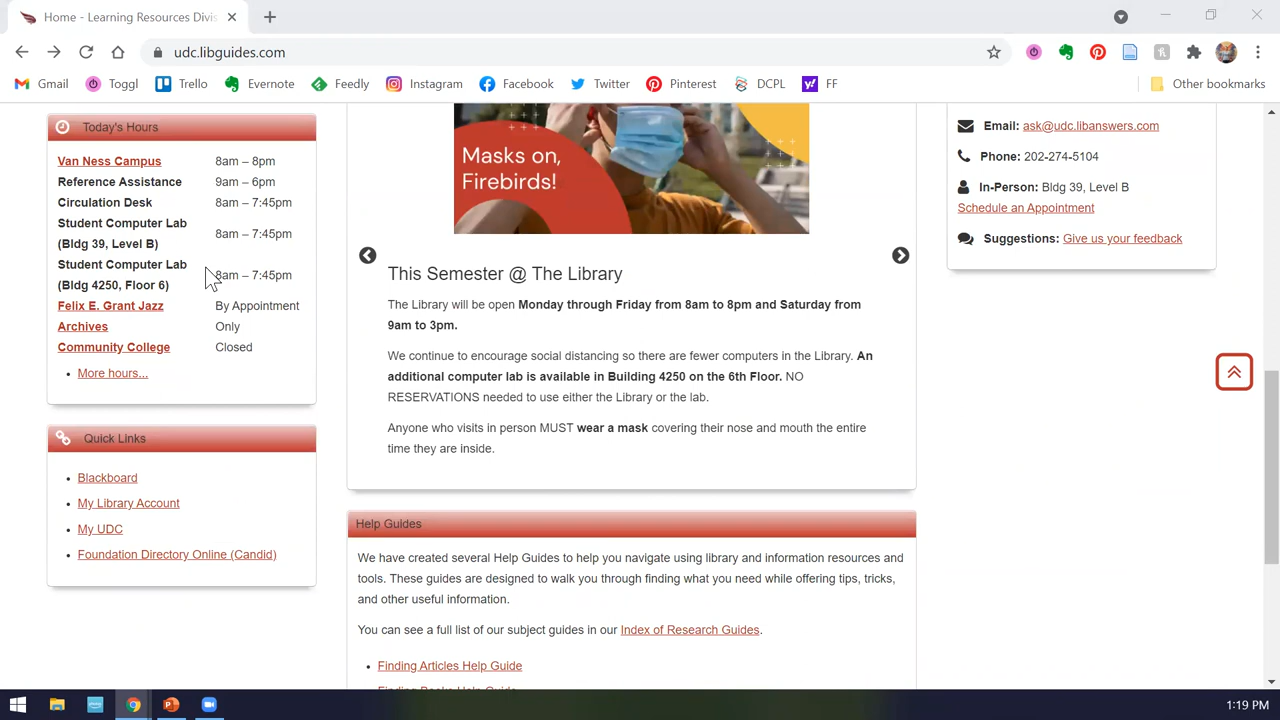 Home - Learning Resources Divis
udc.libguides.com
Gmail
Toggl
Trello
Evernote
Feedly
Instagram
Facebook
Twitter
Pinterest
DCPL
FF
Other bookmarks
Today's Hours
Van Ness Campus 8am – 8pm
Reference Assistance 9am – 6pm
Circulation Desk 8am – 7:45pm
Student Computer Lab
(Bldg 39, Level B) 8am – 7:45pm
Student Computer Lab
(Bldg 4250, Floor 6) 8am – 7:45pm
Felix E. Grant Jazz By Appointment
Archives Only
Community College Closed
More hours...
Quick Links
Blackboard
My Library Account
My UDC
Foundation Directory Online (Candid)
Masks on,
Firebirds!
This Semester @ The Library
The Library will be open Monday through Friday from 8am to 8pm and Saturday from
9am to 3pm.
We continue to encourage social distancing so there are fewer computers in the Library. An
additional computer lab is available in Building 4250 on the 6th Floor. NO
RESERVATIONS needed to use either the Library or the lab.
Anyone who visits in person MUST wear a mask covering their nose and mouth the entire
time they are inside.
Help Guides
We have created several Help Guides to help you navigate using library and information resources and
tools. These guides are designed to walk you through finding what you need while offering tips, tricks,
and other useful information.
You can see a full list of our subject guides in our Index of Research Guides.
Finding Articles Help Guide
Finding Books Help Guide
Email: ask@udc.libanswers.com
Phone: 202-274-5104
In-Person: Bldg 39, Level B
Schedule an Appointment
Suggestions: Give us your feedback
1:19 PM